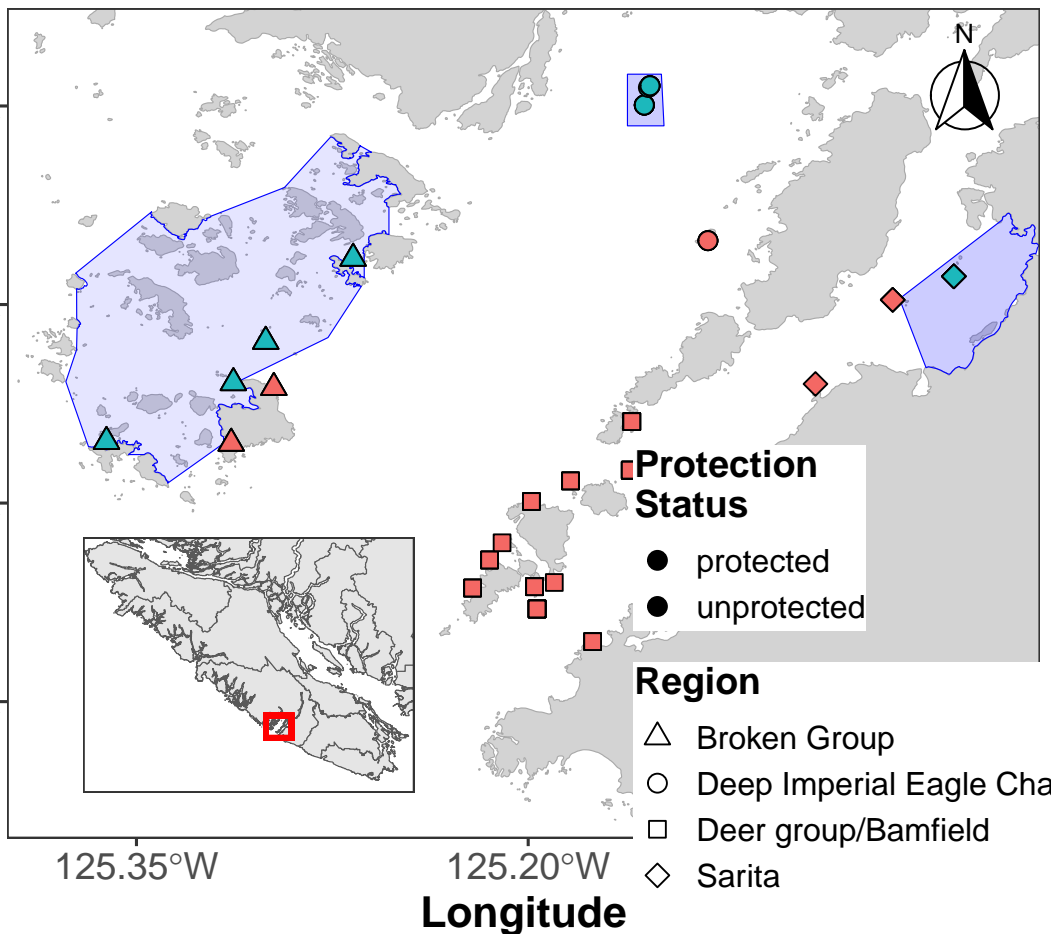 N
Protection
Status
protected
unprotected
Region
Broken Group
Deep Imperial Eagle Cha
Deer group/Bamfield
Sarita
125.35°W
125.20°W
Longitude